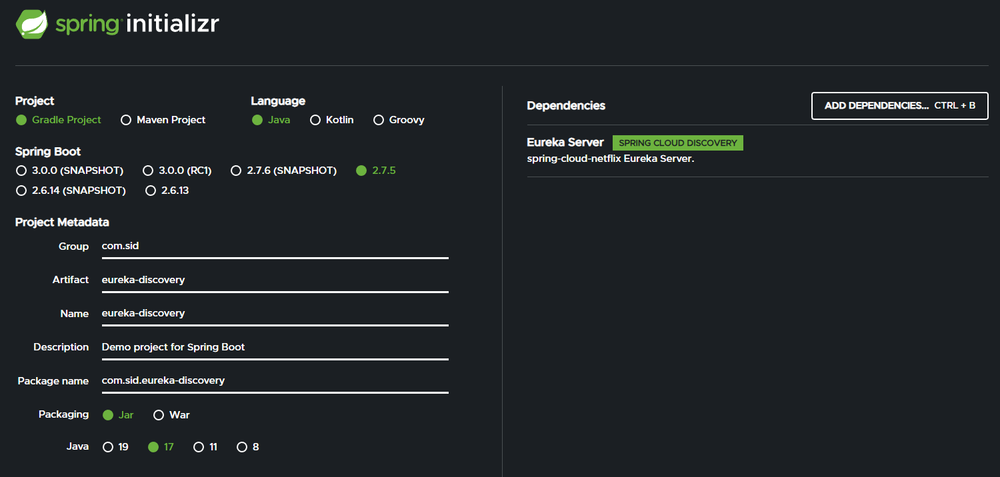 spring initializr
Project
Gradle Project Maven Project
Language
Java Kotlin Groovy
Spring Boot
3.0.0 (SNAPSHOT) 3.0.0 (RC1) 2.7.6 (SNAPSHOT) 2.7.5
2.6.14 (SNAPSHOT) 2.6.13
Project Metadata
Group com.sid
Artifact eureka-discovery
Name eureka-discovery
Description Demo project for Spring Boot
Package name com.sid.eureka-discovery
Packaging Jar War
Java 19 17 11 8
Dependencies ADD DEPENDENCIES... CTRL + B
Eureka Server SPRING CLOUD DISCOVERY
spring-cloud-netflix Eureka Server.